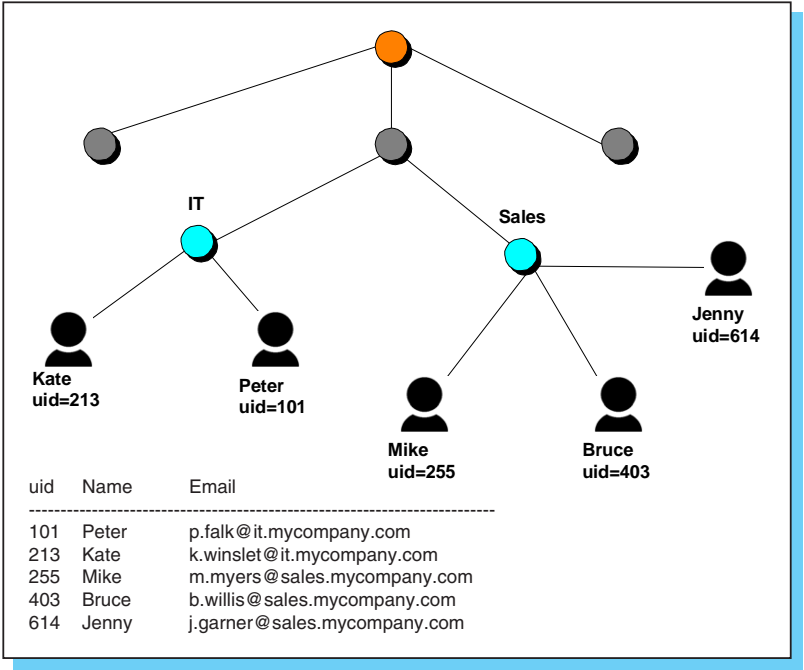 IT
Sales
Jenny
uid=614
Kate
uid=213
Peter
uid=101
Mike
uid=255
Bruce
uid=403
uid Name Email
--------------------------------------------------------------------------
101 Peter p.falk@it.mycompany.com
213 Kate k.winslet@it.mycompany.com
255 Mike m.myers@sales.mycompany.com
403 Bruce b.willis@sales.mycompany.com
614 Jenny j.garner@sales.mycompany.com